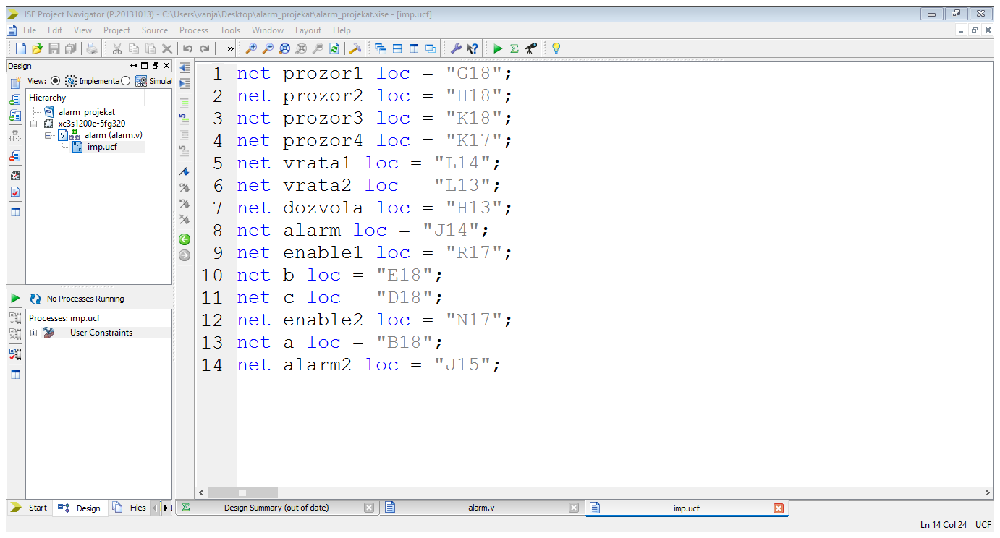 ISE Project Navigator (P.20131013) - C:\Users\vanja\Desktop\alarm_projekat\alarm_projekat.xise - [imp.ucf]
File Edit View Project Source Process Tools Window Layout Help
Design
View: Implementa Simula
Hierarchy
alarm_projekat
xc3s1200e-5fg320
alarm (alarm.v)
imp.ucf
No Processes Running
Processes: imp.ucf
User Constraints
1 net prozor1 loc = "G18";
2 net prozor2 loc = "H18";
3 net prozor3 loc = "K18";
4 net prozor4 loc = "K17";
5 net vrata1 loc = "L14";
6 net vrata2 loc = "L13";
7 net dozvola loc = "H13";
8 net alarm loc = "J14";
9 net enable1 loc = "R17";
10 net b loc = "E18";
11 net c loc = "D18";
12 net enable2 loc = "N17";
13 net a loc = "B18";
14 net alarm2 loc = "J15";
Start Design Files
Design Summary (out of date) alarm.v imp.ucf
Ln 14 Col 24 UCF